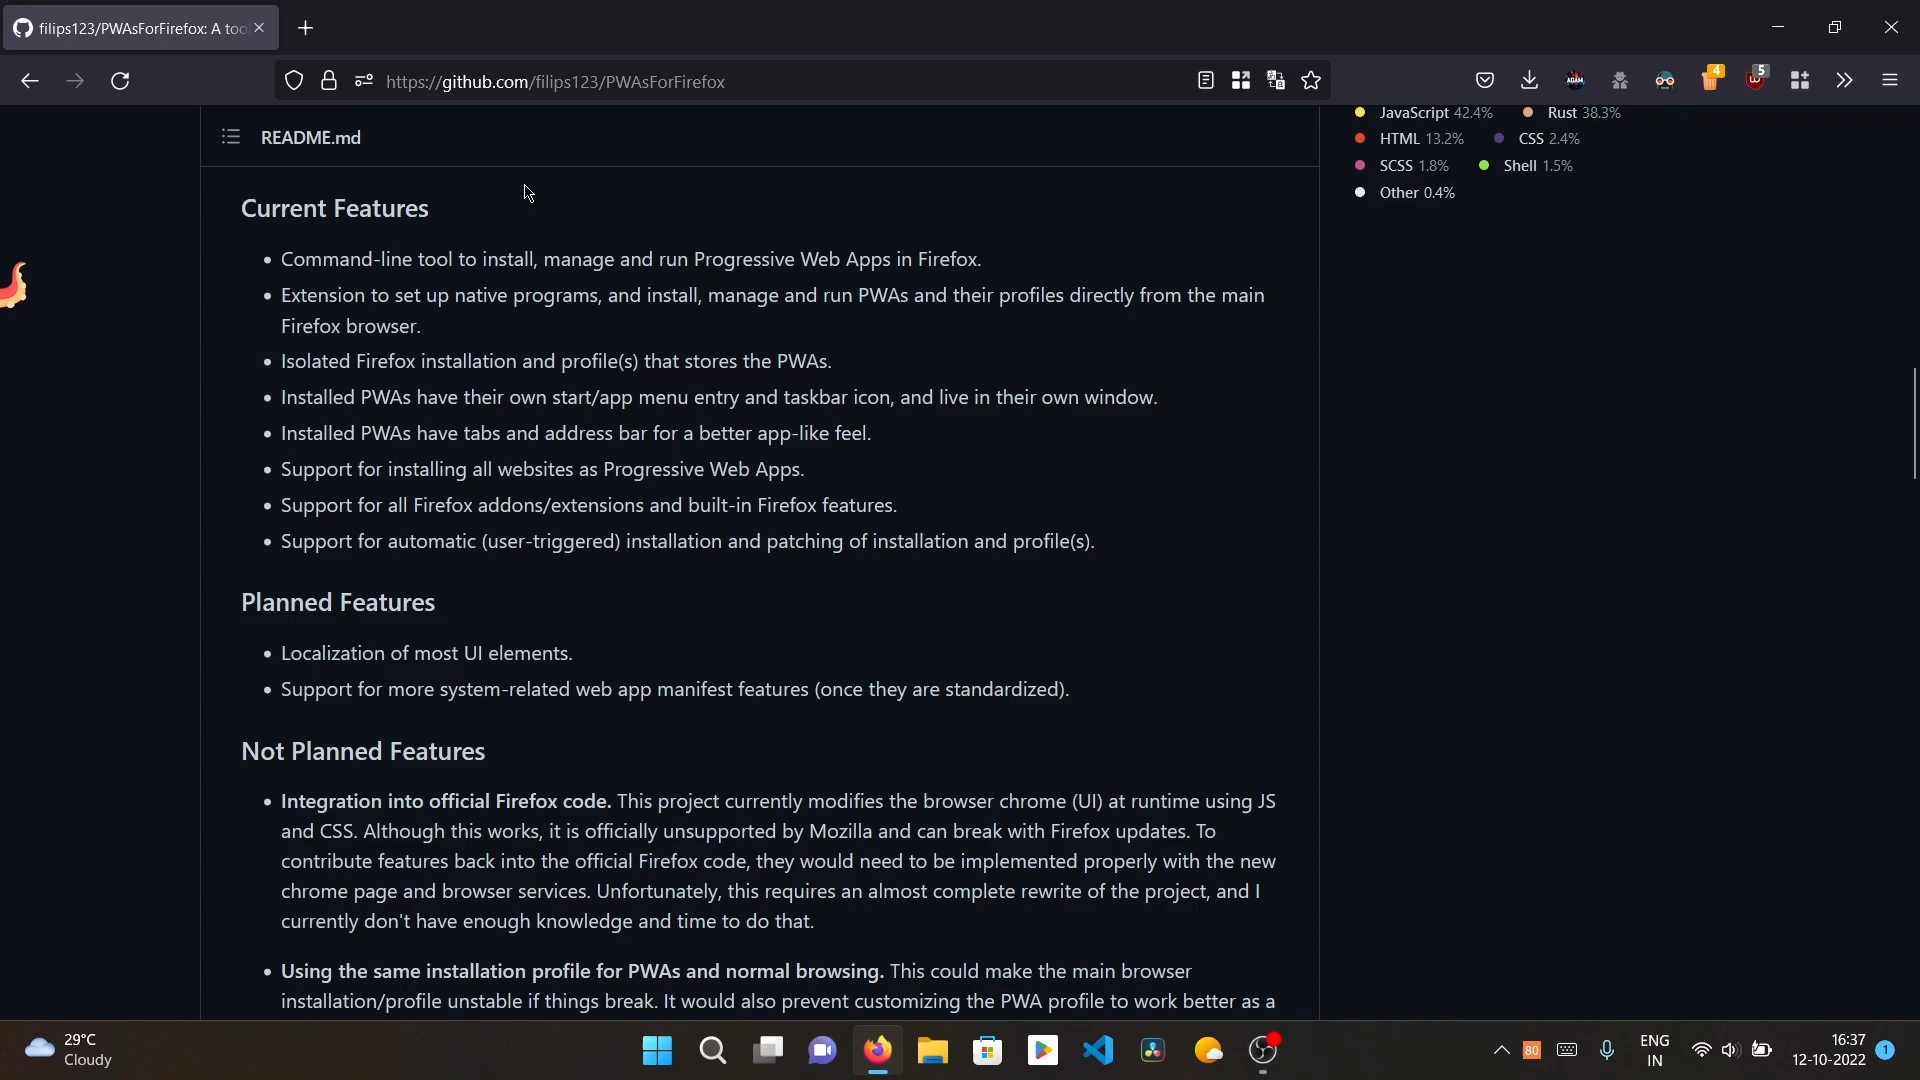 filips123/PWAsForFirefox: A too
https://github.com/filips123/PWAsForFirefox
AGAM
4
5
README.md
JavaScript 42.4%
Rust 38.3%
HTML 13.2%
CSS 2.4%
SCSS 1.8%
Shell 1.5%
Other 0.4%
Current Features
• Command-line tool to install, manage and run Progressive Web Apps in Firefox.
• Extension to set up native programs, and install, manage and run PWAs and their profiles directly from the main
Firefox browser.
• Isolated Firefox installation and profile(s) that stores the PWAs.
• Installed PWAs have their own start/app menu entry and taskbar icon, and live in their own window.
• Installed PWAs have tabs and address bar for a better app-like feel.
• Support for installing all websites as Progressive Web Apps.
• Support for all Firefox addons/extensions and built-in Firefox features.
• Support for automatic (user-triggered) installation and patching of installation and profile(s).
Planned Features
• Localization of most UI elements.
• Support for more system-related web app manifest features (once they are standardized).
Not Planned Features
• Integration into official Firefox code. This project currently modifies the browser chrome (UI) at runtime using JS
and CSS. Although this works, it is officially unsupported by Mozilla and can break with Firefox updates. To
contribute features back into the official Firefox code, they would need to be implemented properly with the new
chrome page and browser services. Unfortunately, this requires an almost complete rewrite of the project, and I
currently don't have enough knowledge and time to do that.
• Using the same installation profile for PWAs and normal browsing. This could make the main browser
installation/profile unstable if things break. It would also prevent customizing the PWA profile to work better as a
29°C
Cloudy
80
ENG
IN
16:37
12-10-2022
1